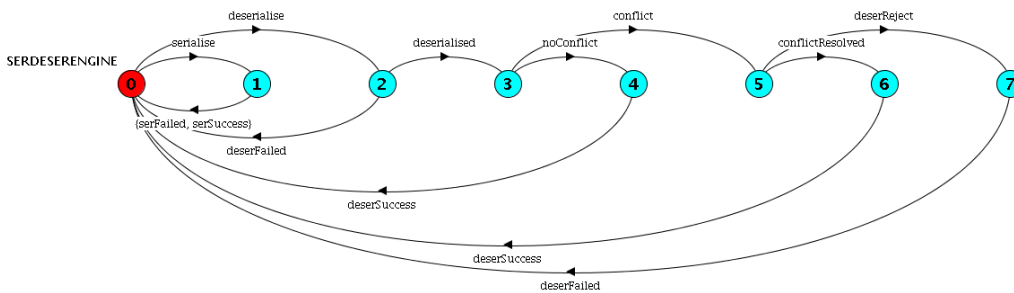 deserialise
conflict
deserReject
serialise
deserialised
noConflict
conflictResolved
SERDESERENGINE
0
1
2
3
4
5
6
7
{serFailed, serSuccess}
deserFailed
deserSuccess
deserSuccess
deserFailed